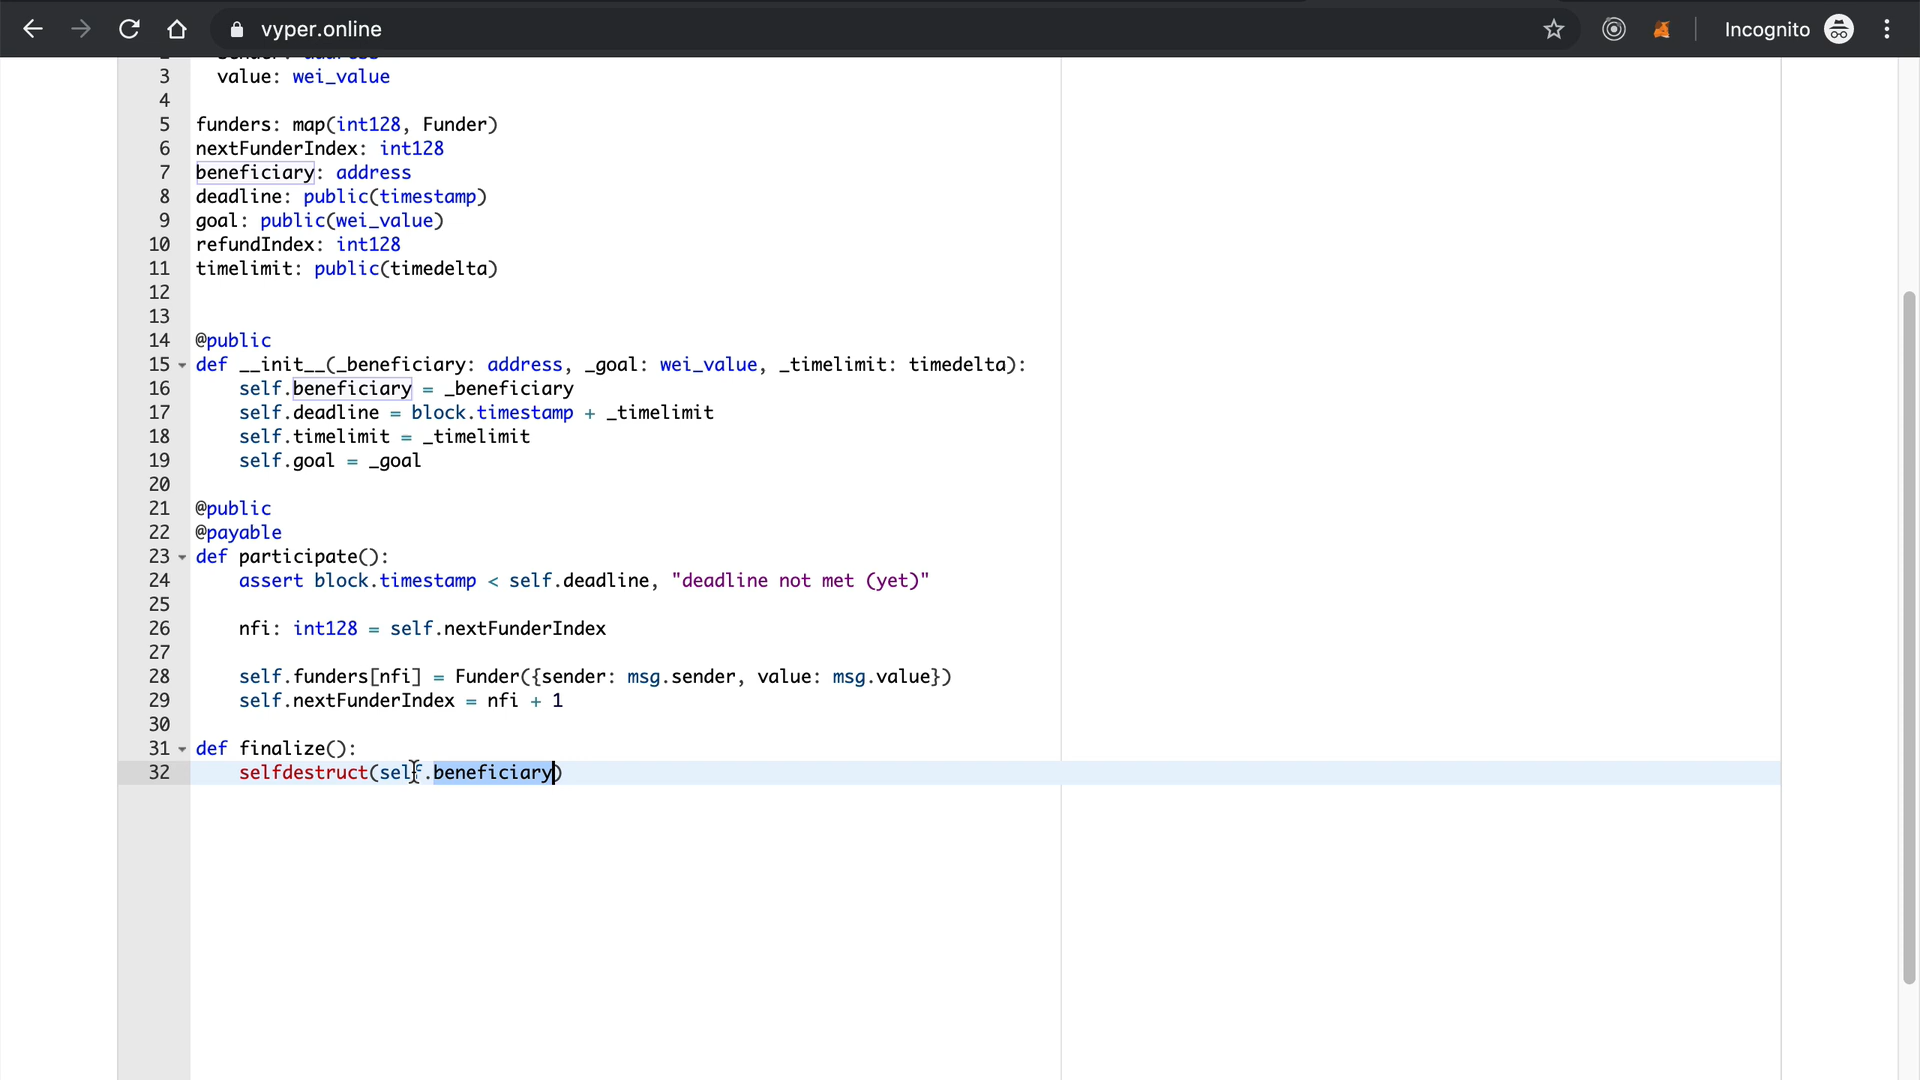 vyper.online
Incognito
3   value: wei_value
4
5 funders: map(int128, Funder)
6 nextFunderIndex: int128
7 beneficiary: address
8 deadline: public(timestamp)
9 goal: public(wei_value)
10 refundIndex: int128
11 timelimit: public(timedelta)
12
13
14 @public
15 def __init__(_beneficiary: address, _goal: wei_value, _timelimit: timedelta):
16     self.beneficiary = _beneficiary
17     self.deadline = block.timestamp + _timelimit
18     self.timelimit = _timelimit
19     self.goal = _goal
20
21 @public
22 @payable
23 def participate():
24     assert block.timestamp < self.deadline, "deadline not met (yet)"
25
26     nfi: int128 = self.nextFunderIndex
27
28     self.funders[nfi] = Funder({sender: msg.sender, value: msg.value})
29     self.nextFunderIndex = nfi + 1
30
31 def finalize():
32     selfdestruct(self.beneficiary)